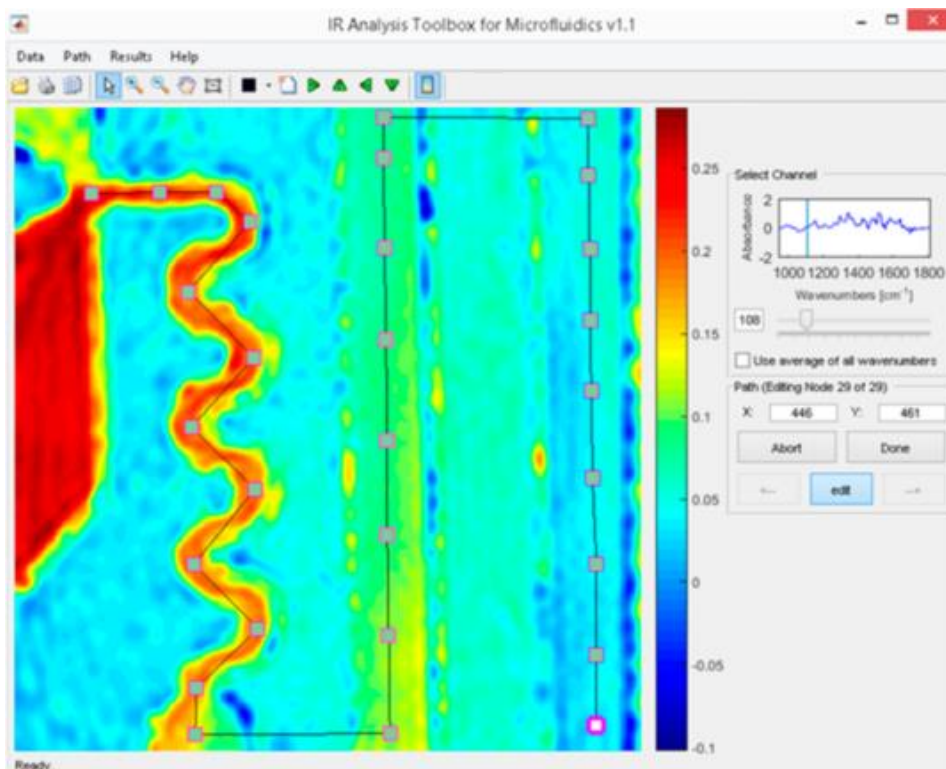 IR Analysis Toolbox for Microfluidics v1.1
Data Path Results Help
0.25
0.2
0.15
0.1
0.05
0
-0.05
-0.1
Select Channel
Absorbance
2
0
-2
1000 1200 1400 1600 1800
Wavenumbers [cm⁻¹]
108
Use average of all wavenumbers
Path (Editing Node 29 of 29)
X: 446 Y: 461
Abort Done
<-- edit -->
Ready